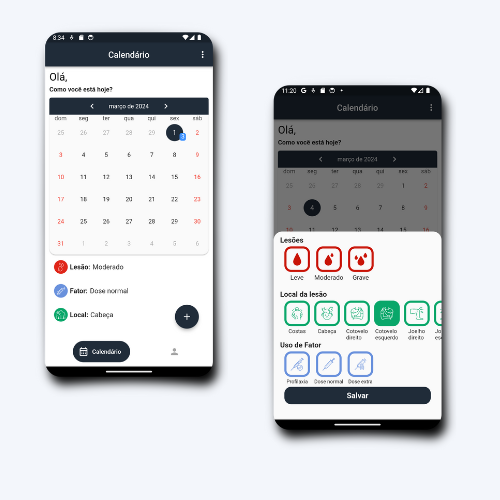 8:34
Calendário
Olá,
Como você está hoje?
março de 2024
dom seg ter qua qui sex sáb
25 26 27 28 29 1 2
3 4 5 6 7 8 9
10 11 12 13 14 15 16
17 18 19 20 21 22 23
24 25 26 27 28 29 30
31 1 2 3 4 5 6
Lesão: Moderado
Fator: Dose normal
Local: Cabeça
+
Calendário
11:20 G
Calendário
Olá,
Como você está hoje?
março de 2024
dom seg ter qua qui sex sáb
25 26 27 28 29 1 2
3 4 5 6 7 8 9
10 11 12 13 14 15 16
Lesões
Leve Moderado Grave
Local da lesão
Costas Cabeça Cotovelo direito Cotovelo esquerdo Joelho direito
Uso de Fator
Profilaxia Dose normal Dose extra
Salvar